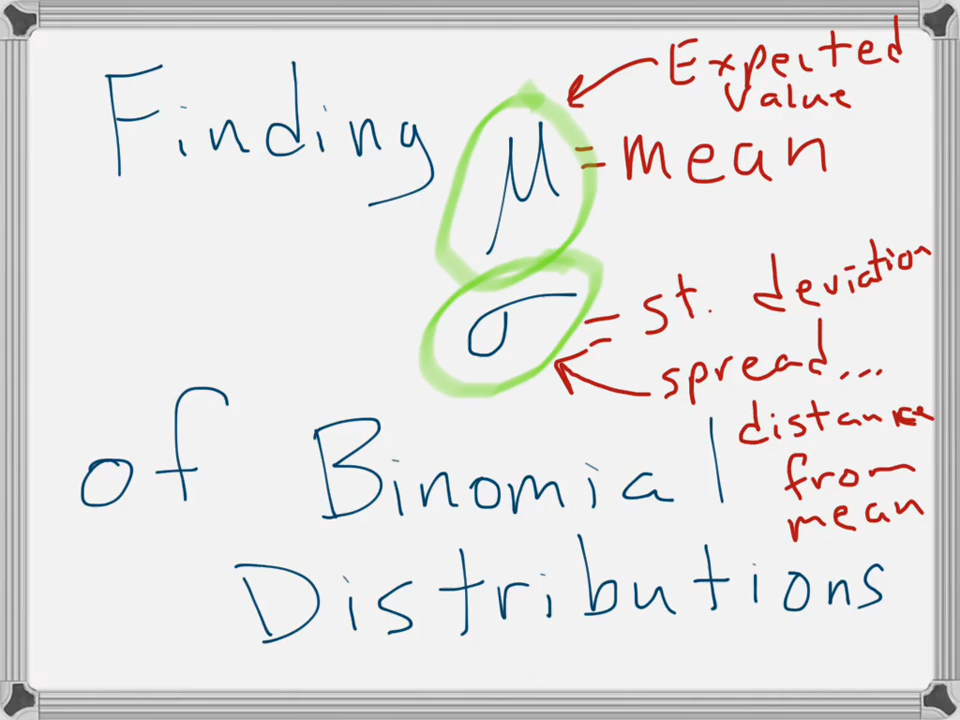 Finding μ = mean
Expected
value
σ = st. deviation
spread...
distance
from
mean
of Binomial
Distributions